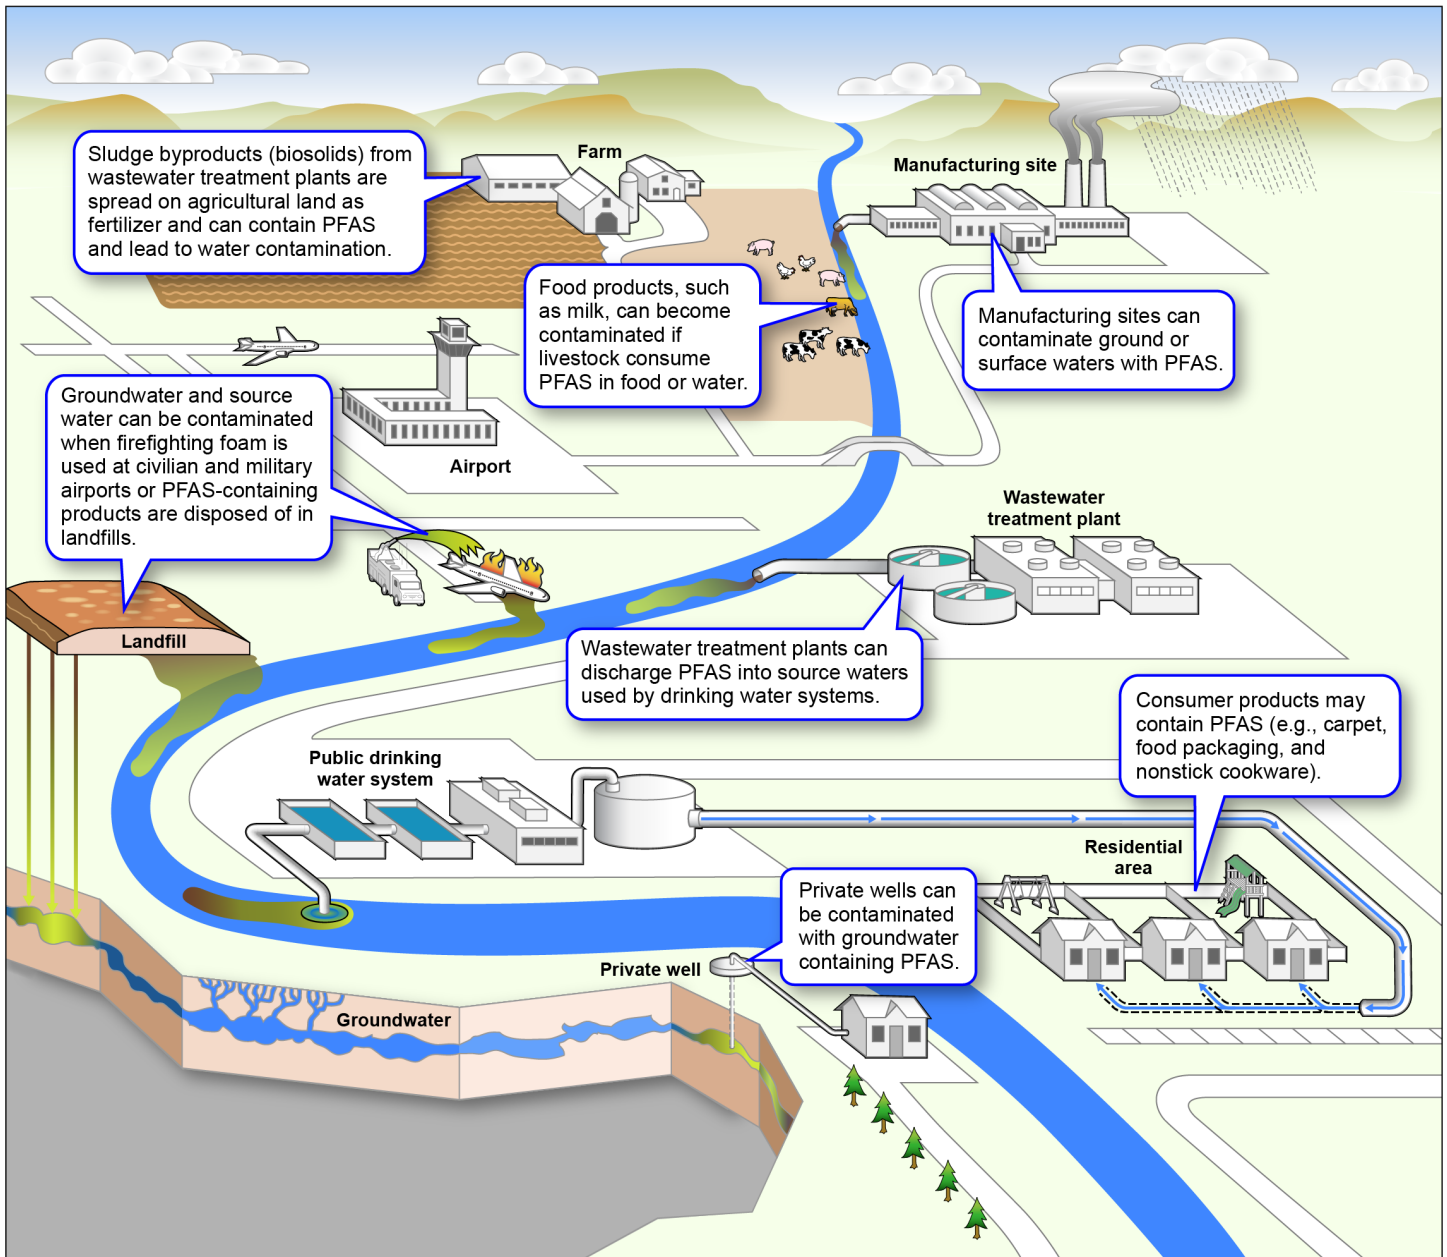 Sludge byproducts (biosolids) from
wastewater treatment plants are
spread on agricultural land as
fertilizer and can contain PFAS
and lead to water contamination.
Farm
Manufacturing site
Food products, such
as milk, can become
contaminated if
livestock consume
PFAS in food or water.
Manufacturing sites can
contaminate ground or
surface waters with PFAS.
Groundwater and source
water can be contaminated
when firefighting foam is
used at civilian and military
airports or PFAS-containing
products are disposed of in
landfills.
Airport
Wastewater
treatment plant
Landfill
Wastewater treatment plants can
discharge PFAS into source waters
used by drinking water systems.
Consumer products may
contain PFAS (e.g., carpet,
food packaging, and
nonstick cookware).
Public drinking
water system
Residential
area
Private wells can
be contaminated
with groundwater
containing PFAS.
Private well
Groundwater